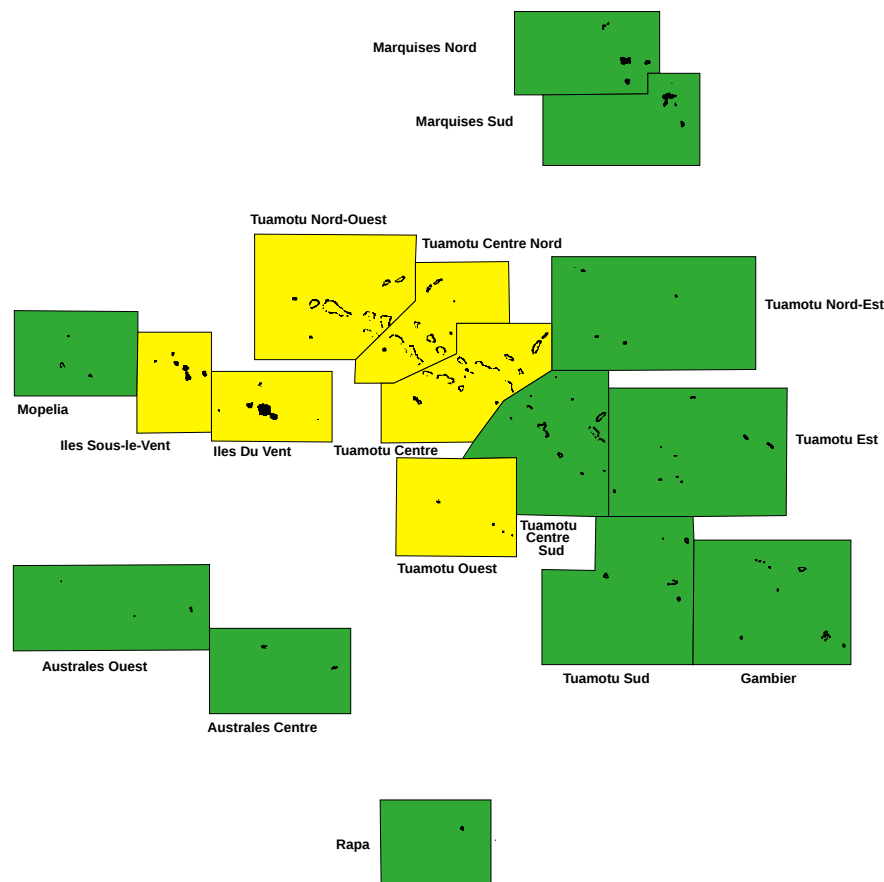 Marquises Nord
Marquises Sud
Tuamotu Nord-Ouest
Tuamotu Centre Nord
Tuamotu Nord-Est
Mopelia
Iles Sous-le-Vent
Iles Du Vent
Tuamotu Centre
Tuamotu Est
Tuamotu
Centre
Sud
Tuamotu Ouest
Australes Ouest
Tuamotu Sud
Gambier
Australes Centre
Rapa